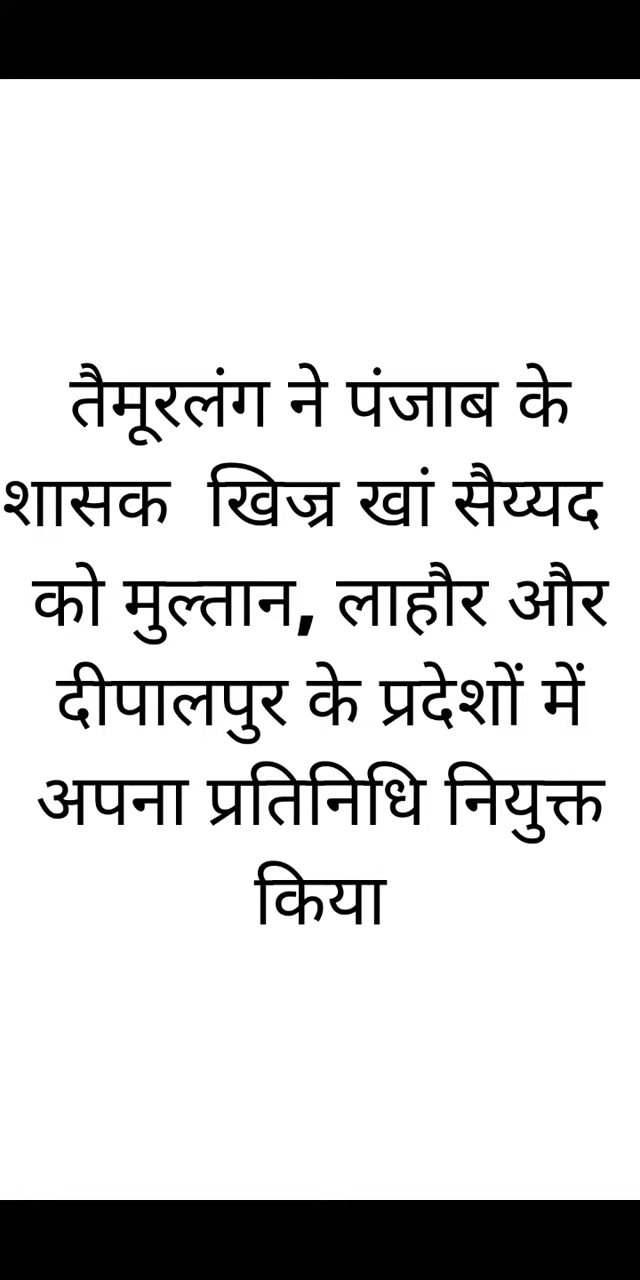 तैमूरलंग ने पंजाब के
शासक खिज्र खां सैय्यद
को मुल्तान, लाहौर और
दीपालपुर के प्रदेशों में
अपना प्रतिनिधि नियुक्त
किया